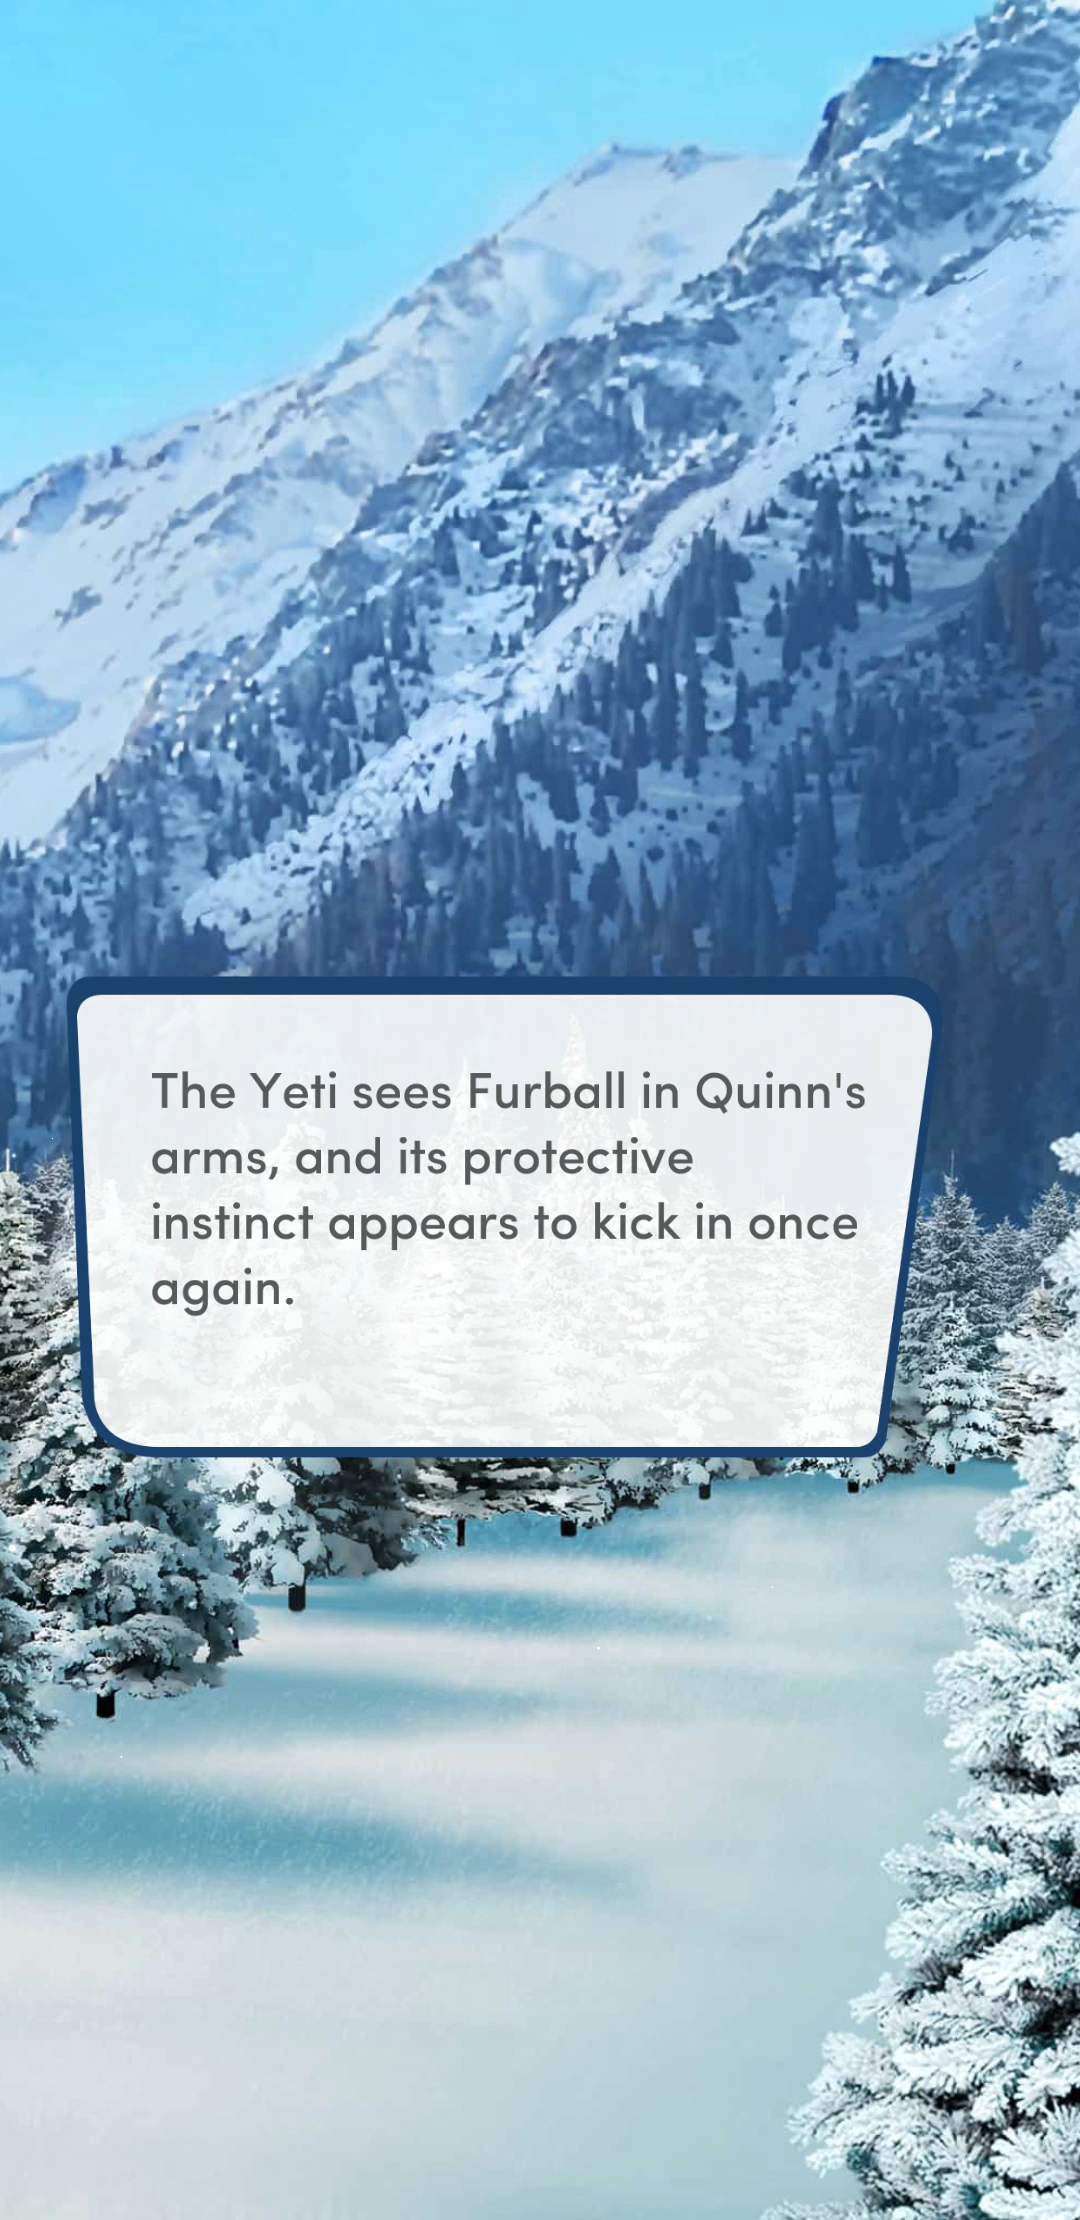 The Yeti sees Furball in Quinn's
arms, and its protective
instinct appears to kick in once
again.